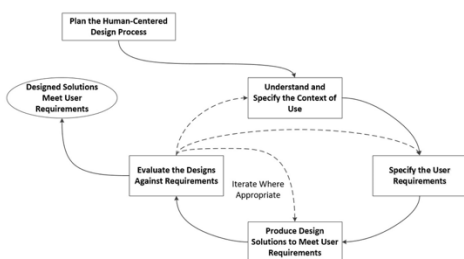 Plan the Human-Centered
Design Process
Designed Solutions
Meet User
Requirements
Understand and
Specify the Context of
Use
Evaluate the Designs
Against Requirements
Specify the User
Requirements
Iterate Where
Appropriate
Produce Design
Solutions to Meet User
Requirements